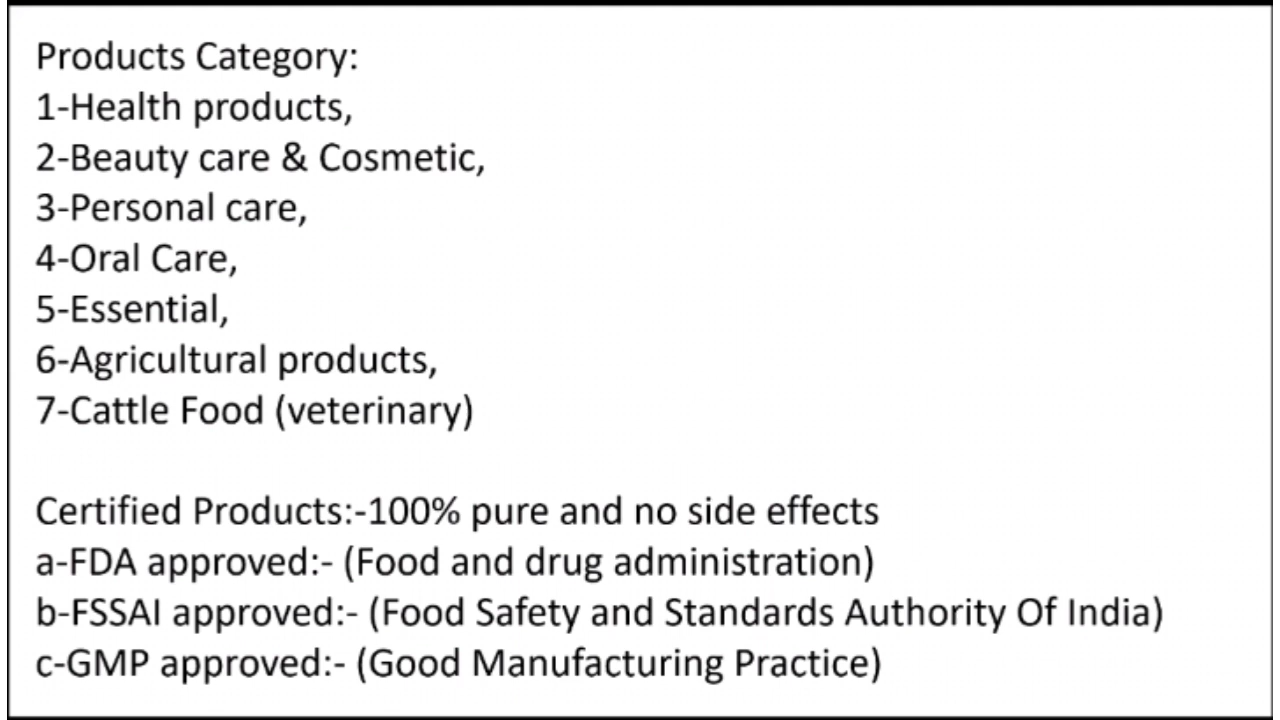 Products Category:
1-Health products,
2-Beauty care & Cosmetic,
3-Personal care,
4-Oral Care,
5-Essential,
6-Agricultural products,
7-Cattle Food (veterinary)
Certified Products:-100% pure and no side effects
a-FDA approved:- (Food and drug administration)
b-FSSAI approved:- (Food Safety and Standards Authority Of India)
c-GMP approved:- (Good Manufacturing Practice)